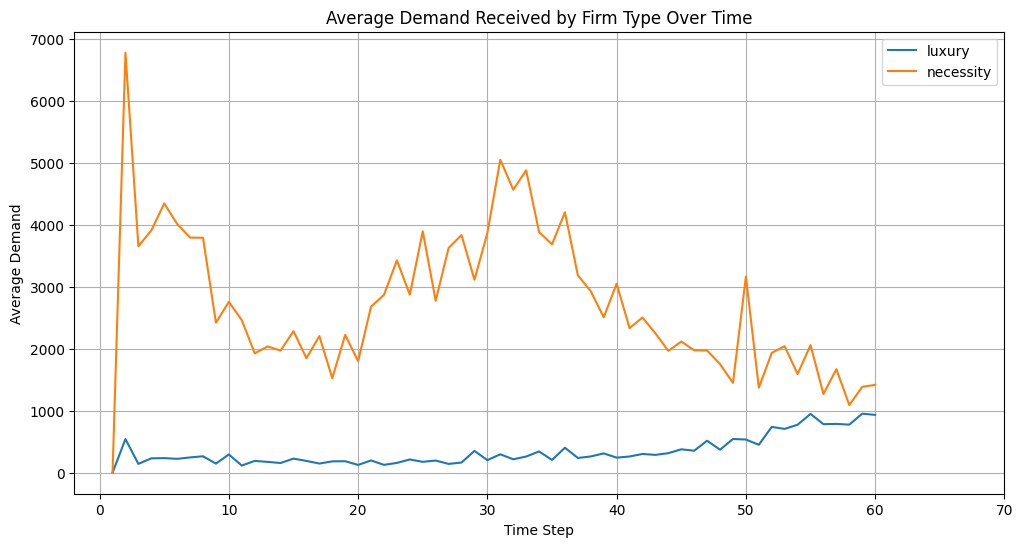 Average Demand Received by Firm Type Over Time
luxury
necessity
Average Demand
7000
6000
5000
4000
3000
2000
1000
0
0 10 20 30 40 50 60 70
Time Step